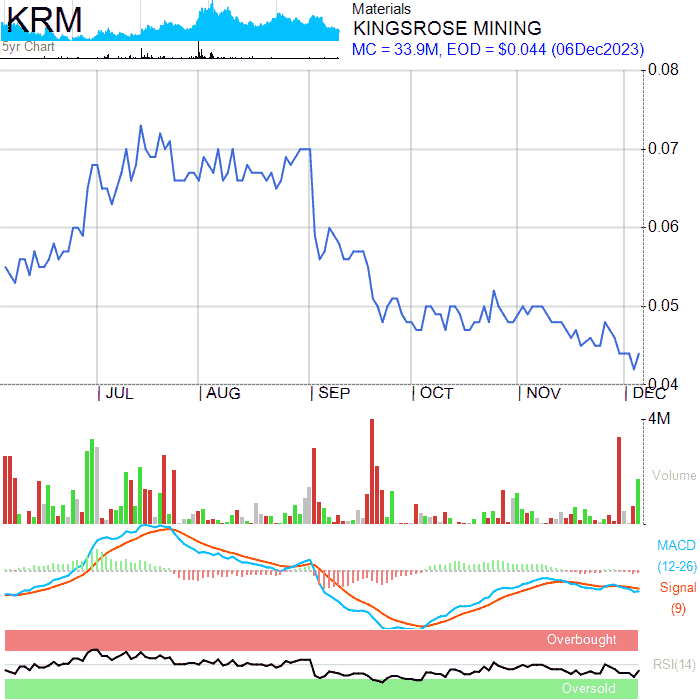 KRM
5yr Chart
Materials
KINGSROSE MINING
MC = 33.9M, EOD = $0.044 (06Dec2023)
0.08
0.07
0.06
0.05
0.04
JUL AUG SEP OCT NOV DEC
4M
Volume
MACD
(12-26)
Signal
(9)
Overbought
RSI(14)
Oversold